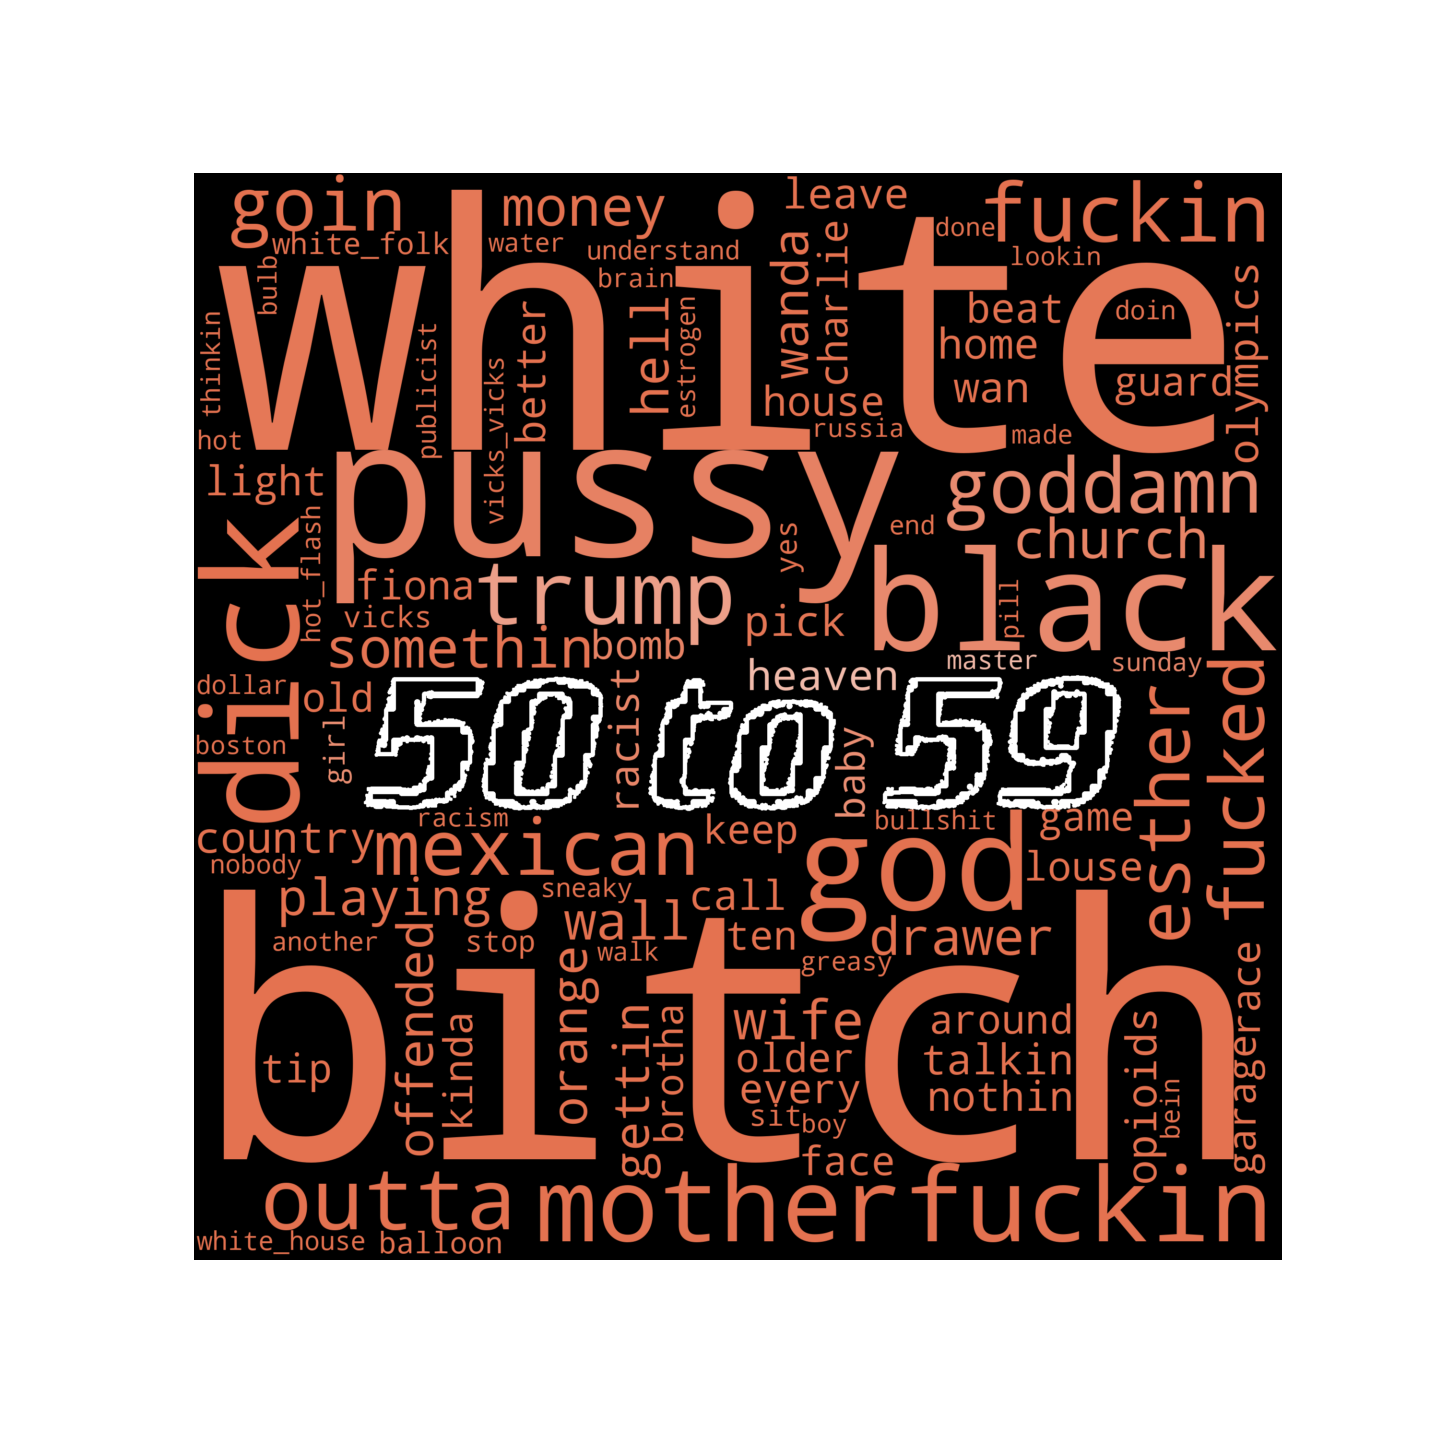 goin
money
leave
fuckin
white_folk
water
understand
done
lookin
white
bulb
brain
wanda
charlie
olympics
thinkin
publicist
vicks_vicks
better
hell
estrogen
beat
doin
home
wan
guard
house
russia
made
hot
light
pussy
goddamn
church
end
yes
dick
hot_flash
fiona
trump
black
pill
vicks
pick
somethin
bomb
heaven
master
sunday
dollar
old
50 to 59
racist
baby
esther
fucked
boston
girl
racism
bullshit
game
country
mexican
keep
god
louse
nobody
playing
sneaky
call
wall
ten
drawer
another
stop
walk
greasy
bitch
offended
kinda
orange
gettin
brotha
wife
around
older
talkin
every
nothin
tip
sit
boy
opioids
bein
garagerace
face
outta
motherfuckin
white_house
balloon